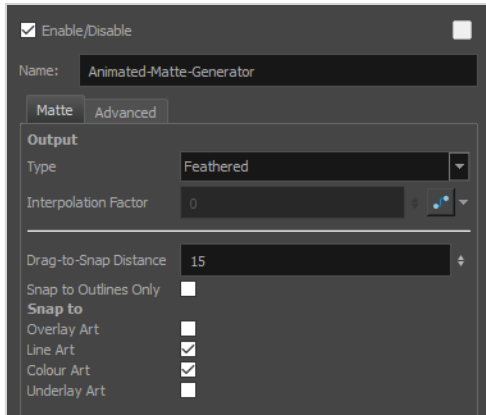 Enable/Disable
Name: Animated-Matte-Generator
Matte Advanced
Output
Type Feathered
Interpolation Factor 0
Drag-to-Snap Distance 15
Snap to Outlines Only
Snap to
Overlay Art
Line Art
Colour Art
Underlay Art